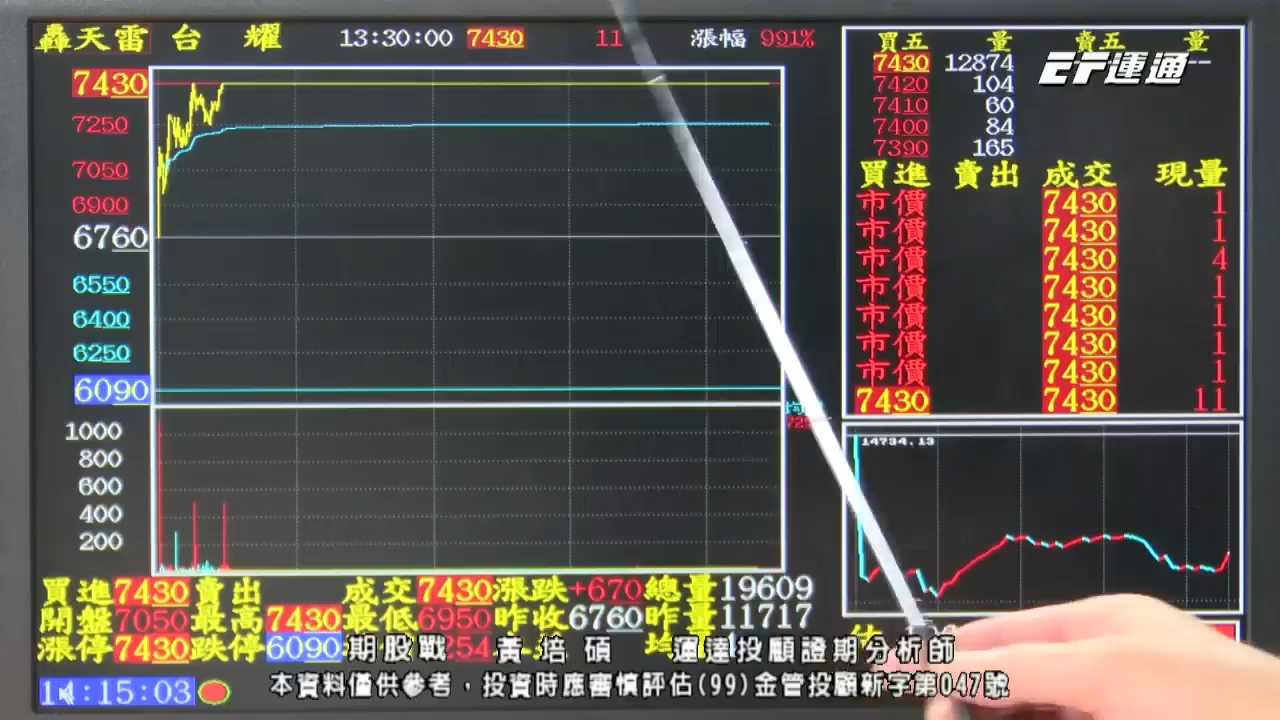 轟天雷 台 耀 13:30:00 7430 11 漲幅 991%
買五 量 賣五 量
EF運通
7430 12874 --
7420 104
7410 60
7400 84
7390 165
買進 賣出 成交 現量
市價 7430 1
市價 7430 1
市價 7430 4
市價 7430 1
市價 7430 1
市價 7430 1
市價 7430 1
7430 7430 11
7430
7250
7050
6900
6760
6550
6400
6250
6090
1000
800
600
400
200
14734.13
買進7430賣出 成交7430漲跌+670總量19609
開盤7050最高7430最低6950昨收6760昨量11717
漲停7430跌停6090
期股戰 黃培碩 運達投顧證期分析師
14:15:03
本資料僅供參考，投資時應審慎評估(99)金管投顧新字第047號